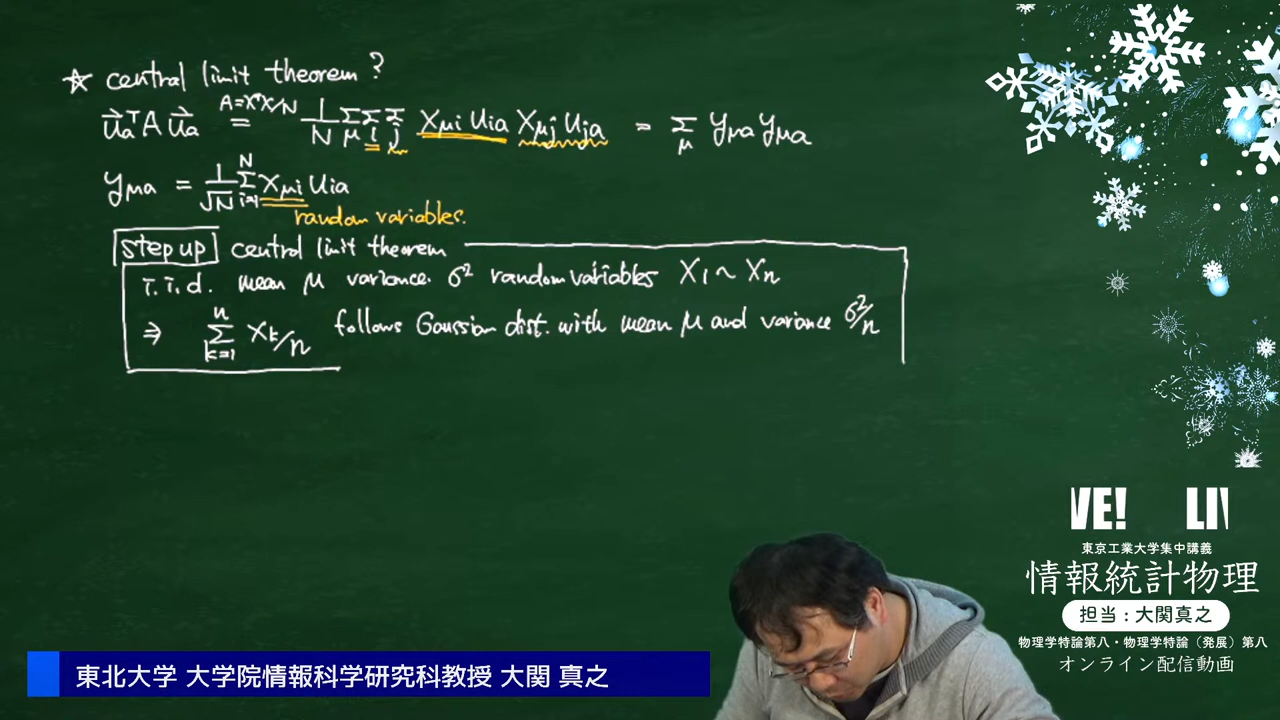 ☆ central limit theorem?
u⃗aᵀ A u⃗a = (A=XᵀX/N) 1/N Σμ Σi Σj Xμi Uia Xμj Uja = Σμ yμa yμa
yμa = 1/√N Σ_{i=1}^{N} Xμi Uia
random variables.
step up central limit theorem
i.i.d. mean μ variance σ² random variables X₁ ~ Xn
⇒ Σ_{k=1}^{n} Xk/n follows Gaussian dist. with mean μ and variance σ²/n
VE! LIV
東京工業大学集中講義
情報統計物理
担当:大関真之
物理学特論第八・物理学特論(発展)第八
オンライン配信動画
東北大学 大学院情報科学研究科教授 大関 真之